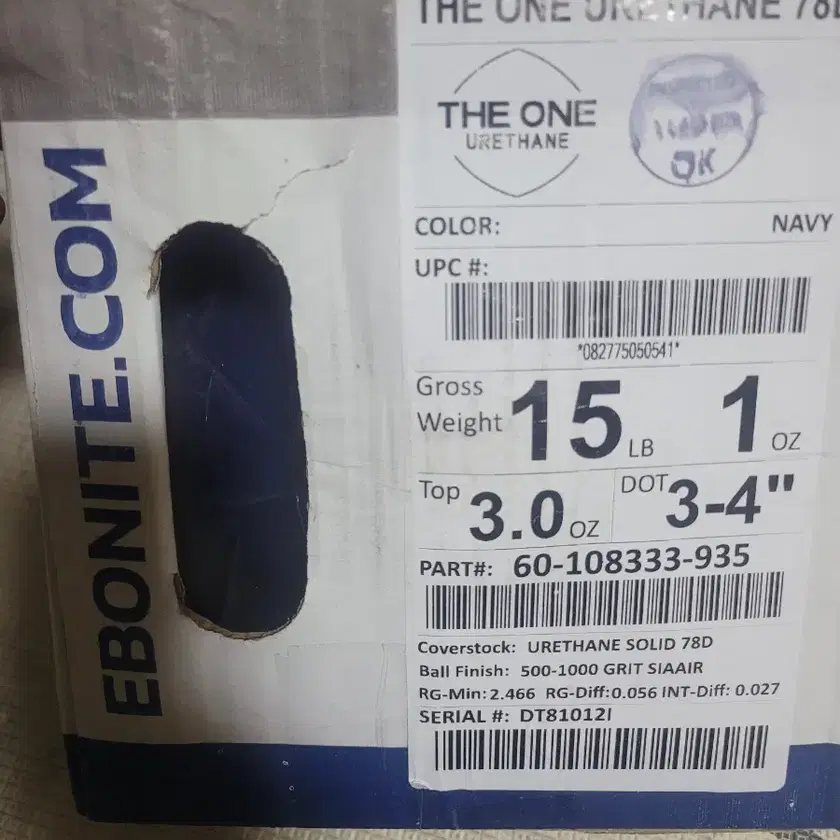 THE ONE URETHANE 78D
THE ONE
URETHANE
OK
COLOR: NAVY
UPC #:
*082775050541*
Gross Weight 15 LB 1 OZ
Top 3.0 OZ DOT 3-4"
PART#: 60-108333-935
Coverstock: URETHANE SOLID 78D
Ball Finish: 500-1000 GRIT SIAAIR
RG-Min: 2.466 RG-Diff: 0.056 INT-Diff: 0.027
SERIAL #: DT81012I
EBONITE.COM